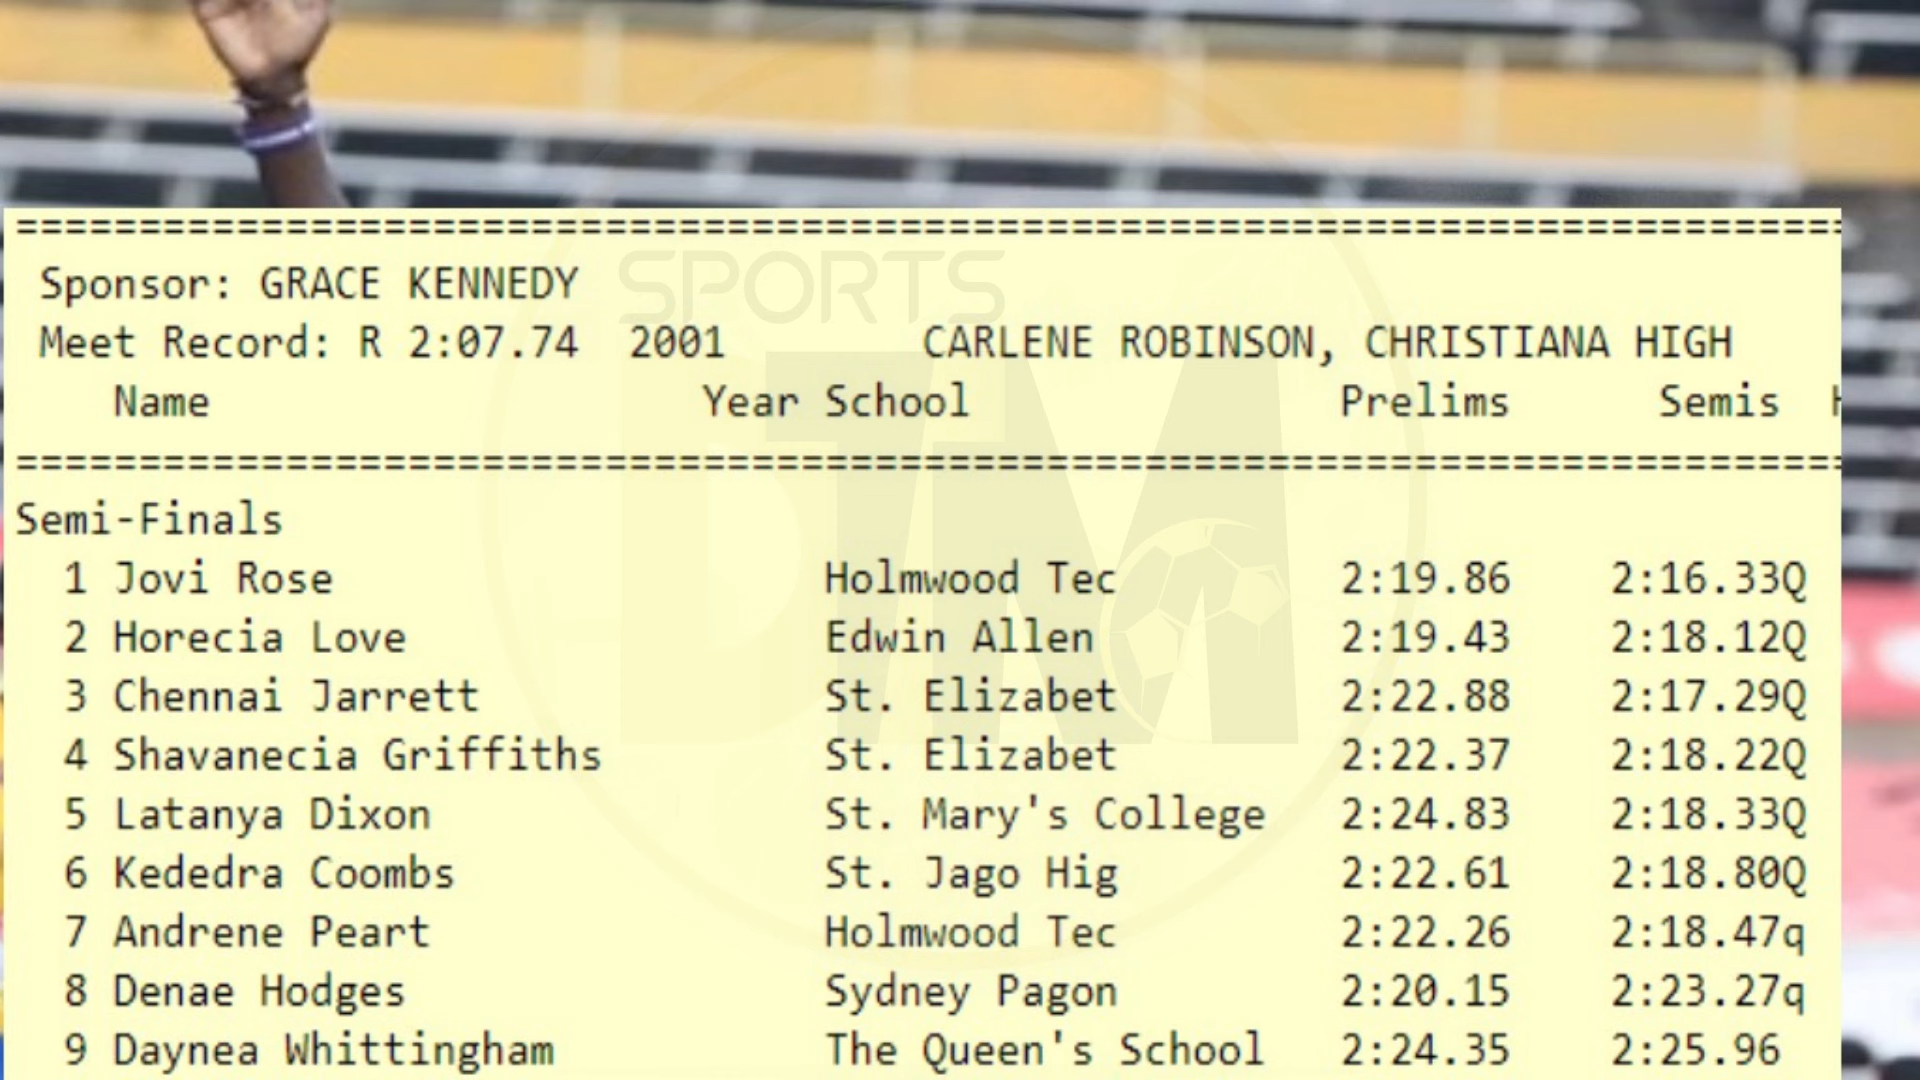 SPORTS
DTM
===========================================================================
Sponsor: GRACE KENNEDY
Meet Record: R 2:07.74 2001 CARLENE ROBINSON, CHRISTIANA HIGH
Name Year School Prelims Semis
===========================================================================
Semi-Finals
1 Jovi Rose Holmwood Tec 2:19.86 2:16.33Q
2 Horecia Love Edwin Allen 2:19.43 2:18.12Q
3 Chennai Jarrett St. Elizabet 2:22.88 2:17.29Q
4 Shavanecia Griffiths St. Elizabet 2:22.37 2:18.22Q
5 Latanya Dixon St. Mary's College 2:24.83 2:18.33Q
6 Kededra Coombs St. Jago Hig 2:22.61 2:18.80Q
7 Andrene Peart Holmwood Tec 2:22.26 2:18.47q
8 Denae Hodges Sydney Pagon 2:20.15 2:23.27q
9 Daynea Whittingham The Queen's School 2:24.35 2:25.96